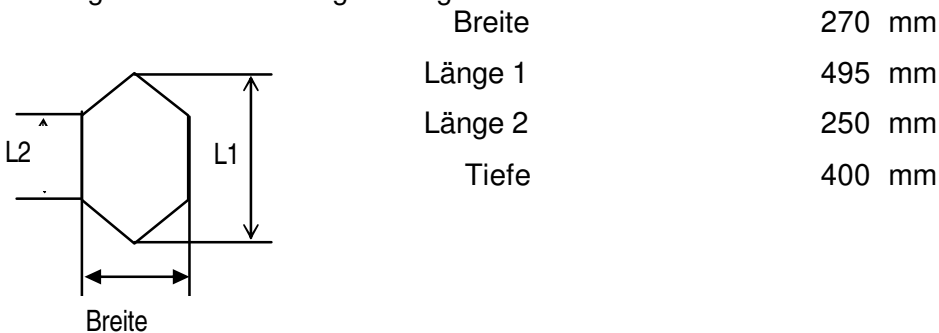 Breite 270 mm
Länge 1 495 mm
Länge 2 250 mm
Tiefe 400 mm
L2
L1
Breite